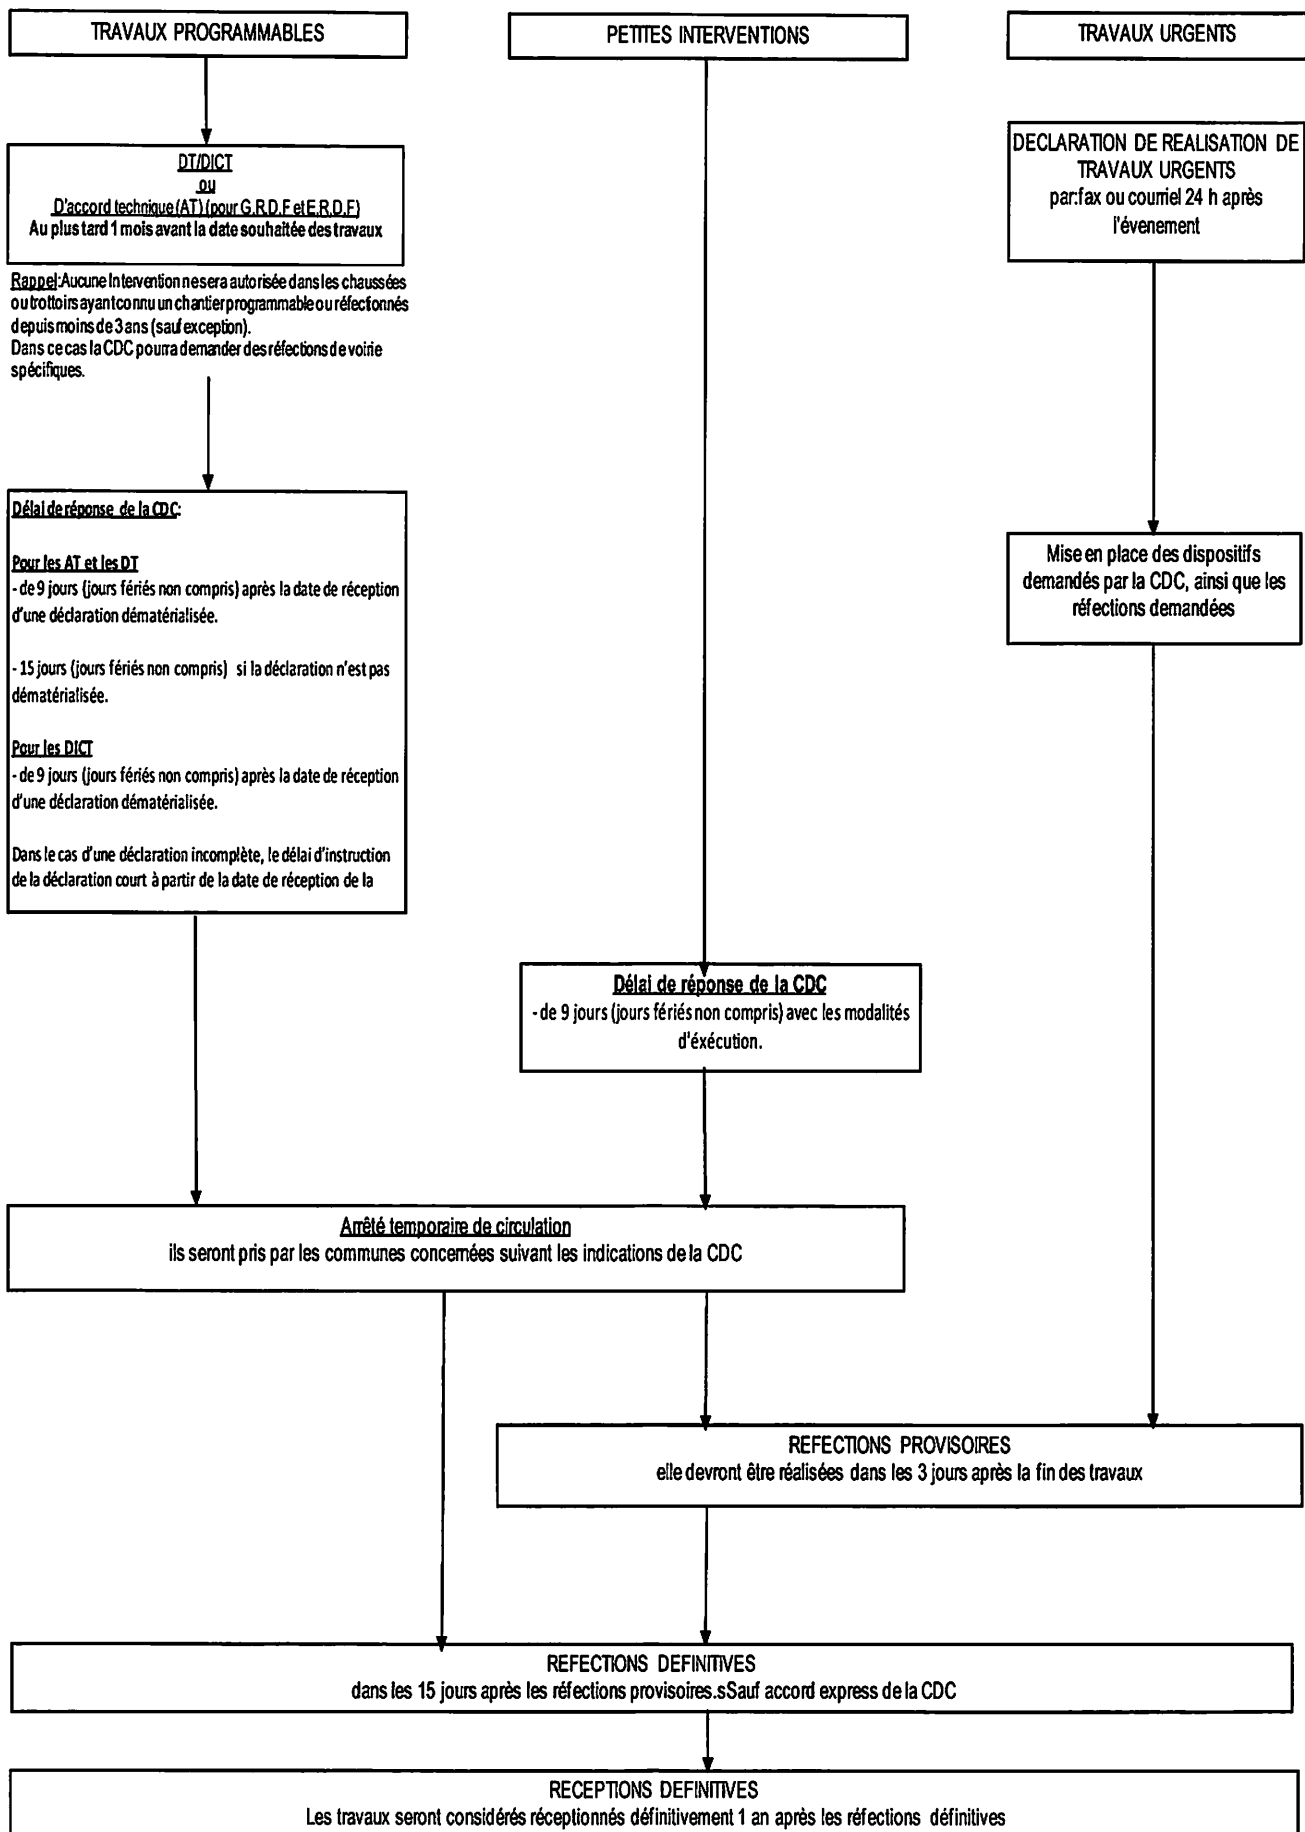 TRAVAUX PROGRAMMABLES
PETITES INTERVENTIONS
TRAVAUX URGENTS
DT/DICT
ou
D'accord technique (AT) (pour G.R.D.F et E.R.D.F)
Au plus tard 1 mois avant la date souhaitée des travaux
DECLARATION DE REALISATION DE
TRAVAUX URGENTS
par:fax ou courriel 24 h après
l'évenement
Rappel:Aucune Intervention ne sera autorisée dans les chaussées
ou trottoirs ayant connu un chantier programmable ou réfectionnés
depuis moins de 3 ans (sauf exception).
Dans ce cas la CDC pourra demander des réfections de voirie
spécifiques.
Délai de réponse de la CDC:
Pour les AT et les DT
- de 9 jours (jours fériés non compris) après la date de réception
d'une déclaration dématérialisée.
- 15 jours (jours fériés non compris) si la déclaration n'est pas
dématérialisée.
Pour les DICT
- de 9 jours (jours fériés non compris) après la date de réception
d'une déclaration dématérialisée.
Dans le cas d'une déclaration incomplète, le délai d'instruction
de la déclaration court à partir de la date de réception de la
Mise en place des dispositifs
demandés par la CDC, ainsi que les
réfections demandées
Délai de réponse de la CDC
- de 9 jours (jours fériés non compris) avec les modalités
d'éxécution.
Arrêté temporaire de circulation
ils seront pris par les communes concernées suivant les indications de la CDC
REFECTIONS PROVISOIRES
elle devront être réalisées dans les 3 jours après la fin des travaux
REFECTIONS DEFINITIVES
dans les 15 jours après les réfections provisoires.sSauf accord express de la CDC
RECEPTIONS DEFINITIVES
Les travaux seront considérés réceptionnés définitivement 1 an après les réfections définitives